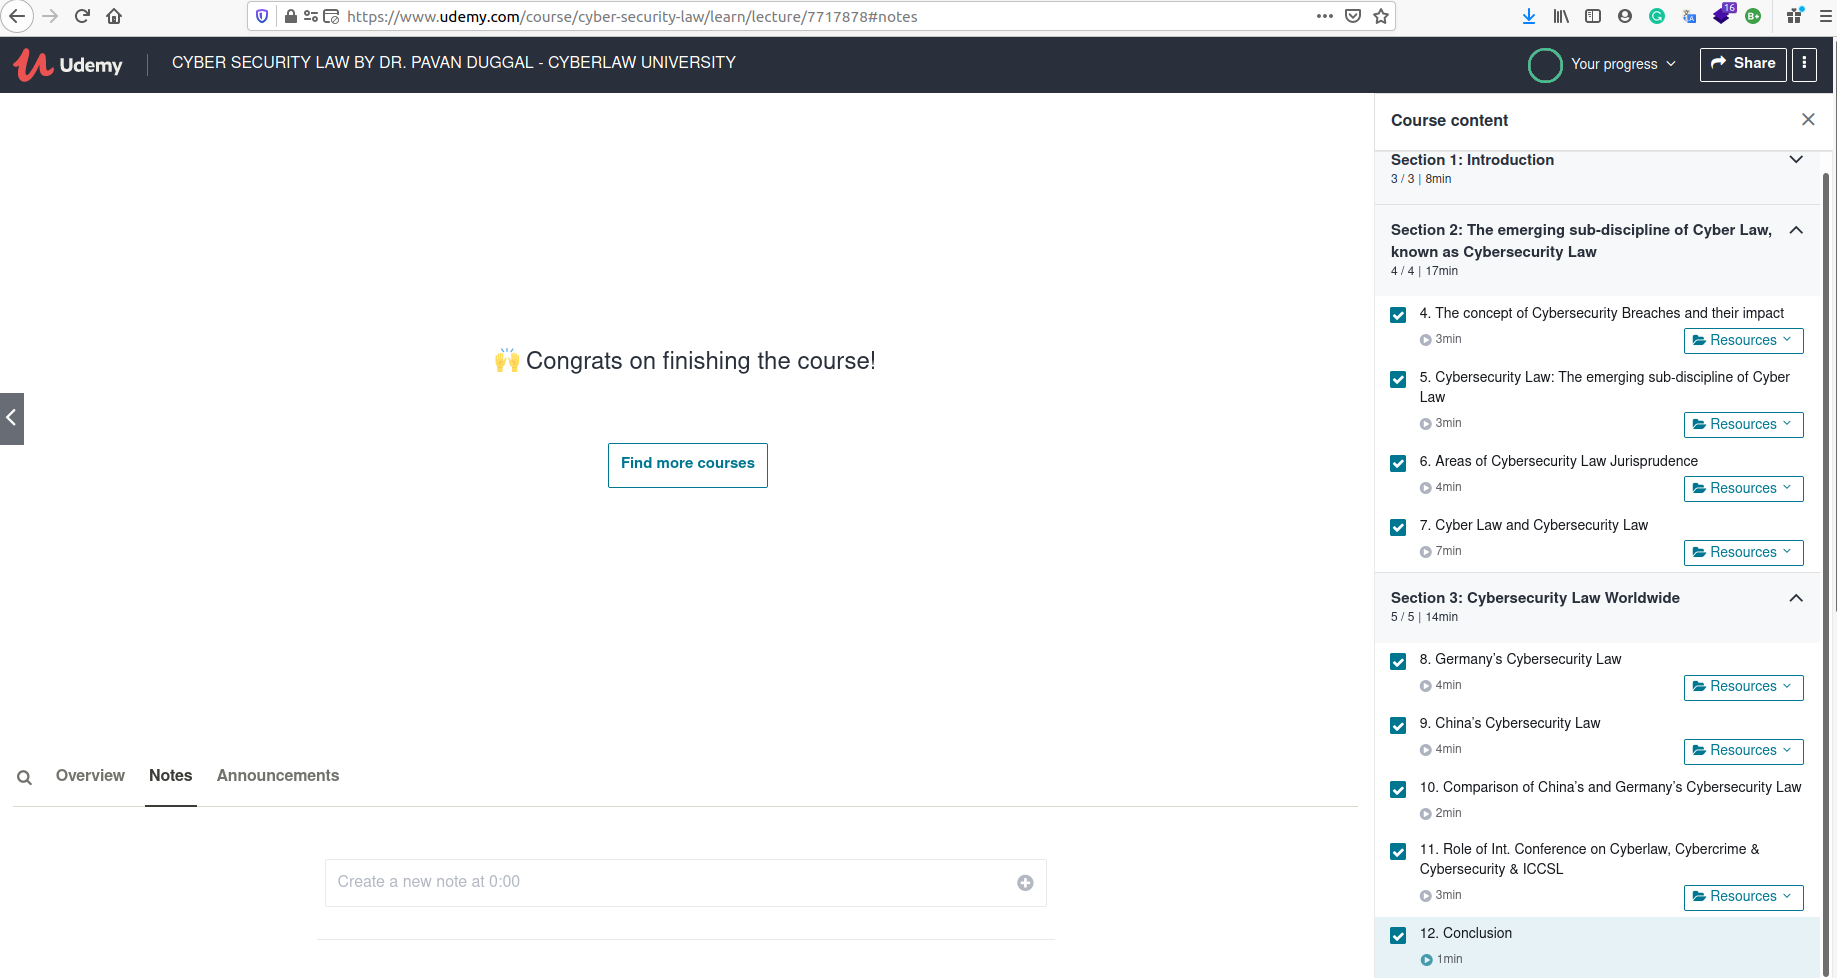 https://www.udemy.com/course/cyber-security-law/learn/lecture/7717878#notes
16
B+
Udemy
CYBER SECURITY LAW BY DR. PAVAN DUGGAL - CYBERLAW UNIVERSITY
Your progress
Share
Course content
Section 1: Introduction
3 / 3 | 8min
Section 2: The emerging sub-discipline of Cyber Law,
known as Cybersecurity Law
4 / 4 | 17min
4. The concept of Cybersecurity Breaches and their impact
3min
Resources
5. Cybersecurity Law: The emerging sub-discipline of Cyber
Law
3min
Resources
6. Areas of Cybersecurity Law Jurisprudence
4min
Resources
7. Cyber Law and Cybersecurity Law
7min
Resources
Section 3: Cybersecurity Law Worldwide
5 / 5 | 14min
8. Germany's Cybersecurity Law
4min
Resources
9. China's Cybersecurity Law
4min
Resources
10. Comparison of China's and Germany's Cybersecurity Law
2min
11. Role of Int. Conference on Cyberlaw, Cybercrime &
Cybersecurity & ICCSL
3min
Resources
12. Conclusion
1min
🙌 Congrats on finishing the course!
Find more courses
Overview
Notes
Announcements
Create a new note at 0:00